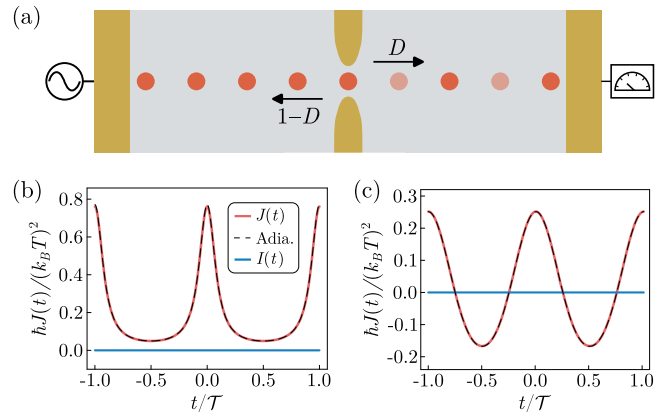 (a)
D
1−D
(b)
ħJ(t)/(k_BT)^2
0.8
0.6
0.4
0.2
0.0
-1.0 -0.5 0.0 0.5 1.0
t/𝒯
J(t)
Adia.
I(t)
(c)
ħJ(t)/(k_BT)^2
0.3
0.2
0.1
0.0
-0.1
-0.2
-1.0 -0.5 0.0 0.5 1.0
t/𝒯